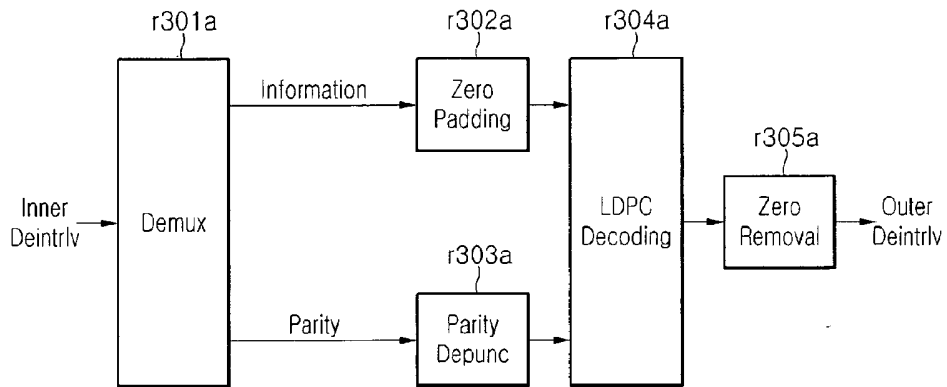 r301a
r302a
r304a
Information
Zero
Padding
r305a
Inner
Deintrlv
Demux
LDPC
Decoding
Zero
Removal
Outer
Deintrlv
r303a
Parity
Parity
Depunc